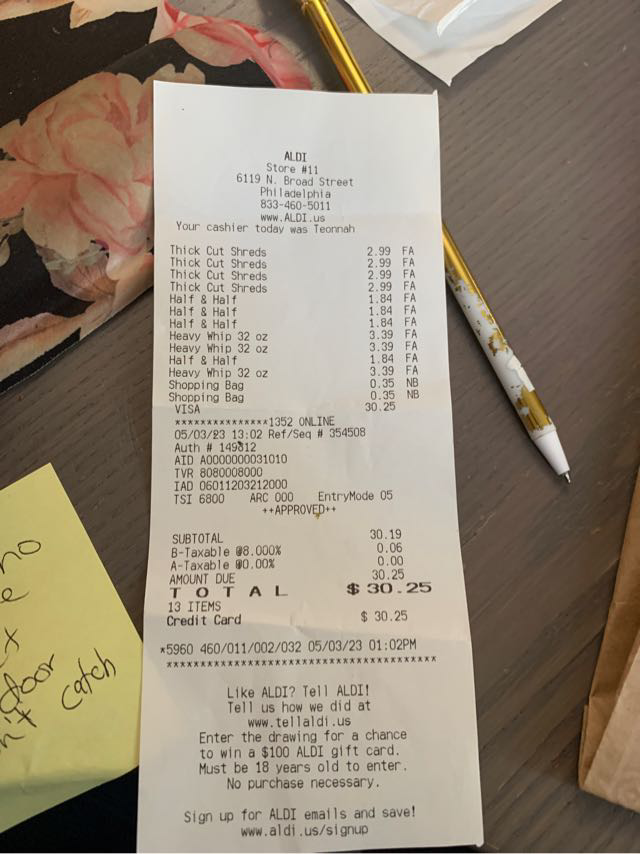 ALDI
Store #11
6119 N. Broad Street
Philadelphia
833-460-5011
www.ALDI.us
Your cashier today was Teonnah
Thick Cut Shreds 2.99 FA
Thick Cut Shreds 2.99 FA
Thick Cut Shreds 2.99 FA
Thick Cut Shreds 2.99 FA
Half & Half 1.84 FA
Half & Half 1.84 FA
Half & Half 1.84 FA
Heavy Whip 32 oz 3.39 FA
Heavy Whip 32 oz 3.39 FA
Half & Half 1.84 FA
Heavy Whip 32 oz 3.39 FA
Shopping Bag 0.35 NB
Shopping Bag 0.35 NB
VISA 30.25
***************1352 ONLINE
05/03/23 13:02 Ref/Seq # 354508
Auth # 149812
AID A0000000031010
TVR 8080008000
IAD 06011203212000
TSI 6800 ARC 000 EntryMode 05
++APPROVED++
SUBTOTAL 30.19
B-Taxable @8.000% 0.06
A-Taxable @0.00% 0.00
AMOUNT DUE 30.25
TOTAL $ 30.25
13 ITEMS
Credit Card $ 30.25
*5960 460/011/002/032 05/03/23 01:02PM
****************************************
Like ALDI? Tell ALDI!
Tell us how we did at
www.tellaldi.us
Enter the drawing for a chance
to win a $100 ALDI gift card.
Must be 18 years old to enter.
No purchase necessary.
Sign up for ALDI emails and save!
www.aldi.us/signup
door
catch